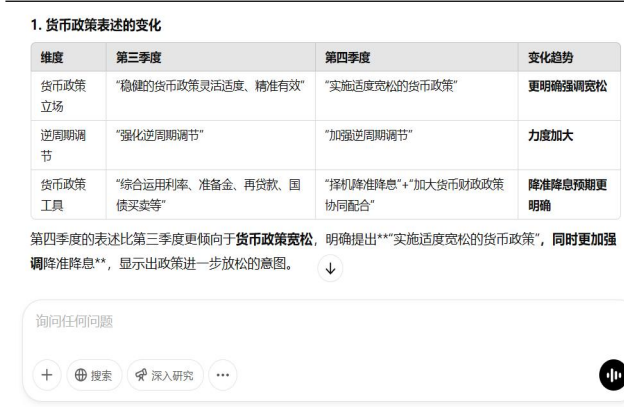 1. 货币政策表述的变化
维度 第三季度 第四季度 变化趋势
货币政策立场 “稳健的货币政策灵活适度、精准有效” “实施适度宽松的货币政策” 更明确强调宽松
逆周期调节 “强化逆周期调节” “加强逆周期调节” 力度加大
货币政策工具 “综合运用利率、准备金、再贷款、国债买卖等” “择机降准降息”+“加大货币财政政策协同配合” 降准降息预期更明确
第四季度的表述比第三季度更倾向于货币政策宽松，明确提出**“实施适度宽松的货币政策”，同时更加强
调降准降息**，显示出政策进一步放松的意图。
询问任何问题
搜索 深入研究